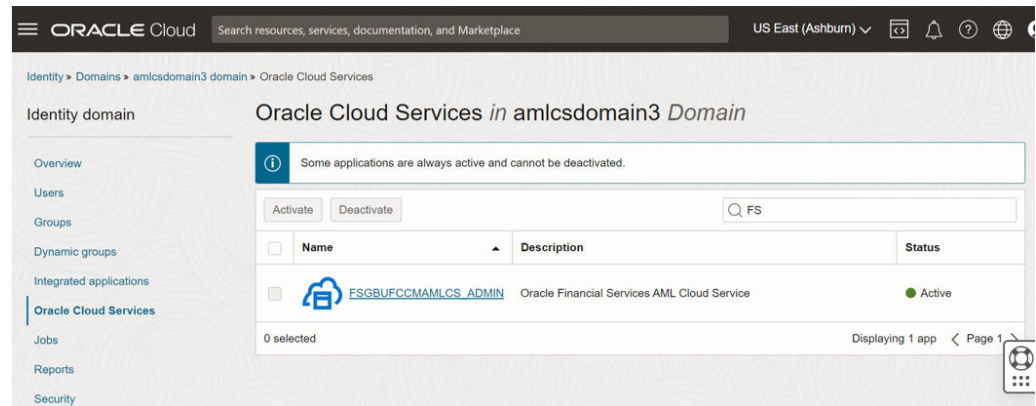 ORACLE Cloud
Search resources, services, documentation, and Marketplace
US East (Ashburn)
Identity » Domains » amlcsdomain3 domain » Oracle Cloud Services
Identity domain
Overview
Users
Groups
Dynamic groups
Integrated applications
Oracle Cloud Services
Jobs
Reports
Security
Oracle Cloud Services in amlcsdomain3 Domain
Some applications are always active and cannot be deactivated.
Activate Deactivate
FS
Name Description Status
FSGBUFCCMAMLCS_ADMIN Oracle Financial Services AML Cloud Service Active
0 selected Displaying 1 app < Page 1 >